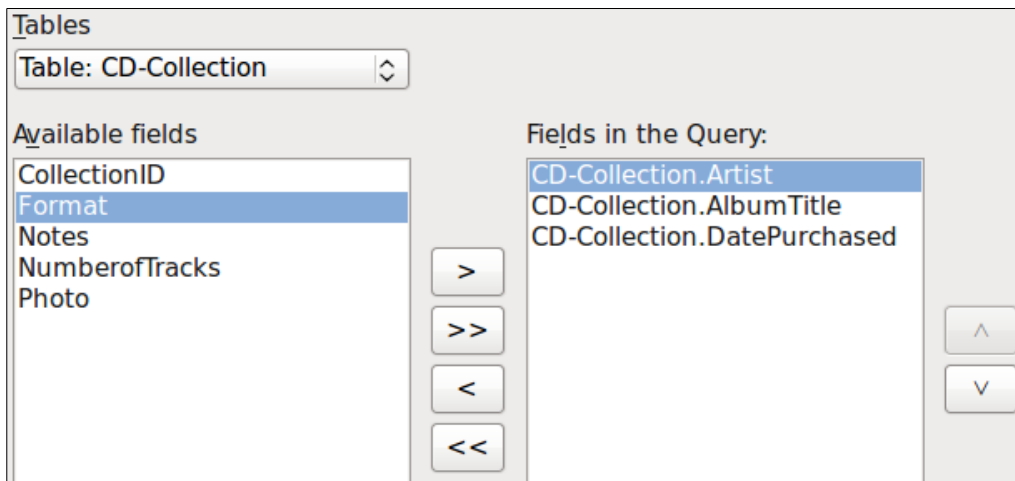 Tables
Table: CD-Collection
Available fields
CollectionID
Format
Notes
NumberofTracks
Photo
>
>>
<
<<
Fields in the Query:
CD-Collection.Artist
CD-Collection.AlbumTitle
CD-Collection.DatePurchased